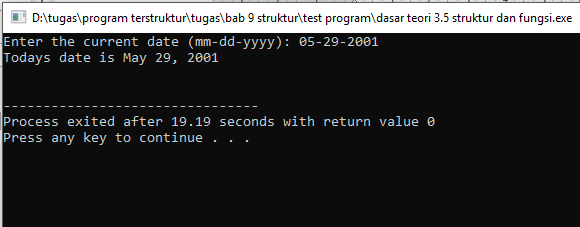 D:\tugas\program terstruktur\tugas\bab 9 struktur\test program\dasar teori 3.5 struktur dan fungsi.exe
Enter the current date (mm-dd-yyyy): 05-29-2001
Todays date is May 29, 2001
--------------------------------
Process exited after 19.19 seconds with return value 0
Press any key to continue . . .